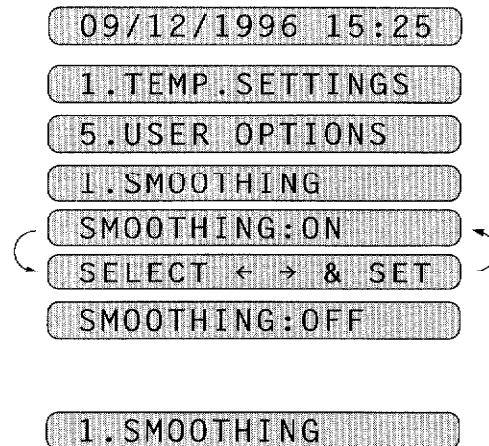 09/12/1996 15:25
1.TEMP.SETTINGS
5.USER OPTIONS
1.SMOOTHING
SMOOTHING:ON
SELECT ← → & SET
SMOOTHING:OFF
1.SMOOTHING